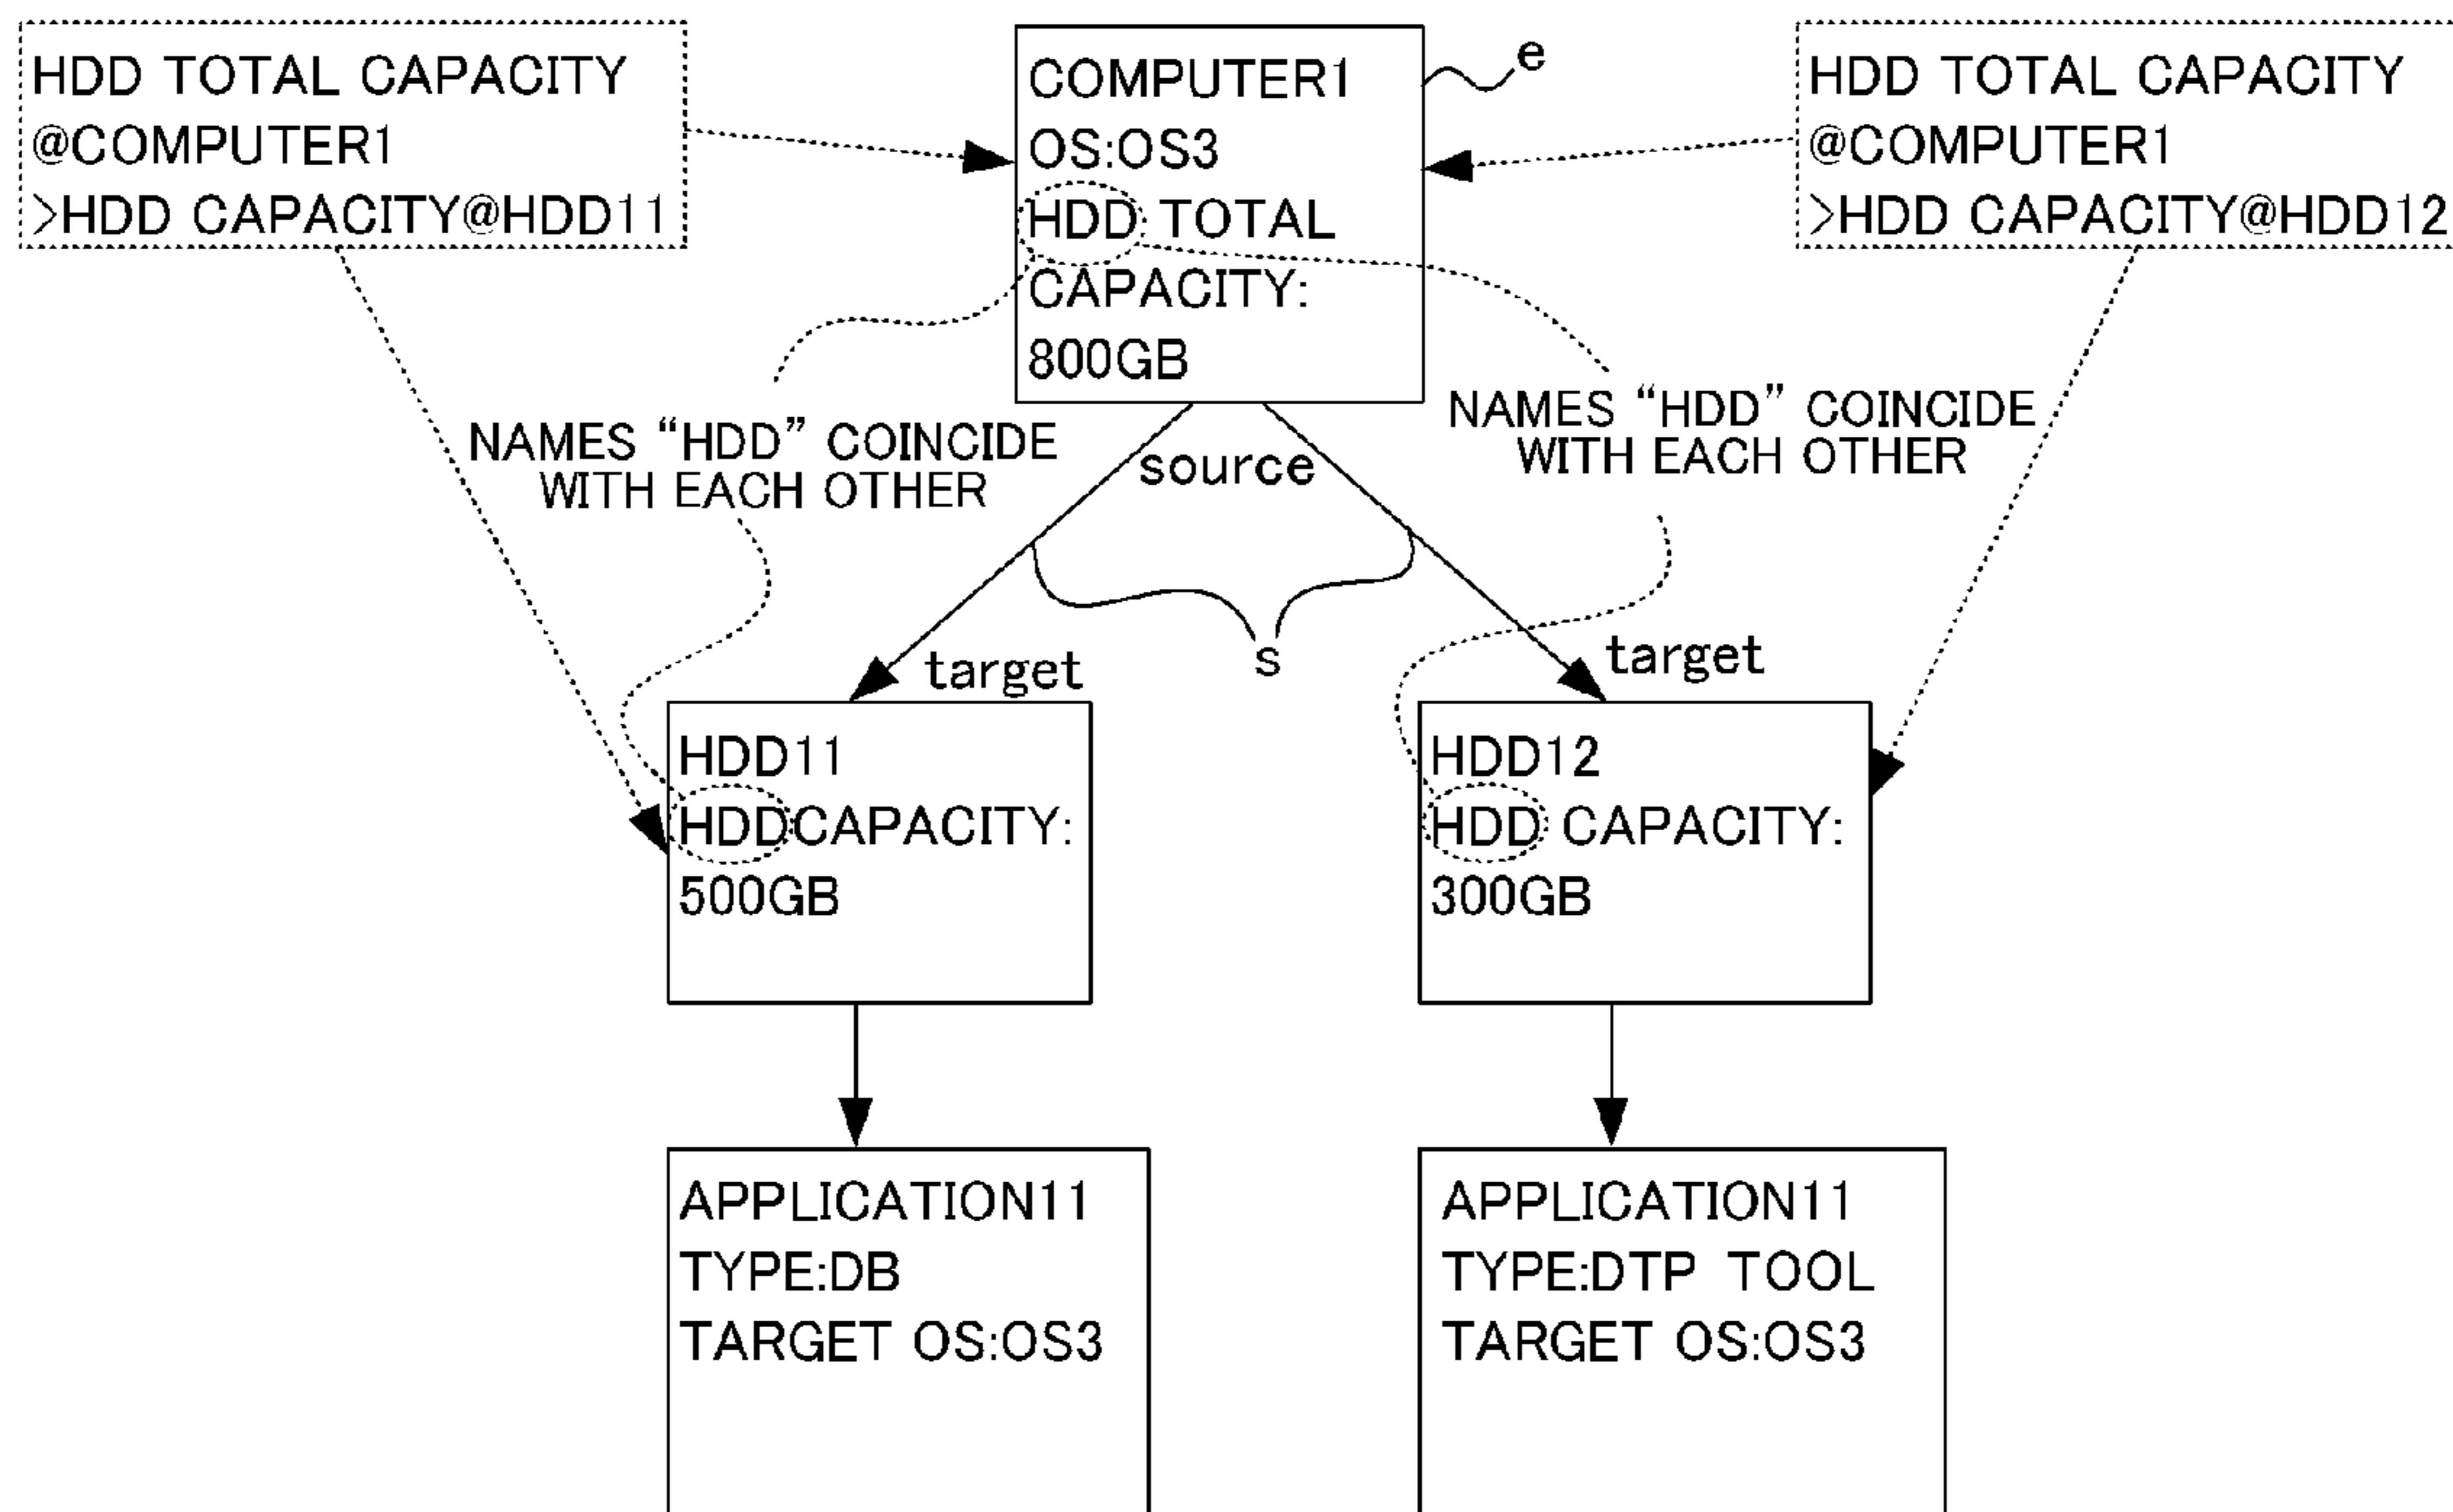 HDD TOTAL CAPACITY
@COMPUTER1
>HDD CAPACITY@HDD11
COMPUTER1
OS:OS3
HDD TOTAL
CAPACITY:
800GB
e
HDD TOTAL CAPACITY
@COMPUTER1
>HDD CAPACITY@HDD12
NAMES “HDD” COINCIDE
WITH EACH OTHER
source
NAMES “HDD” COINCIDE
WITH EACH OTHER
target
s
target
HDD11
HDDCAPACITY:
500GB
HDD12
HDD CAPACITY:
300GB
APPLICATION11
TYPE:DB
TARGET OS:OS3
APPLICATION11
TYPE:DTP TOOL
TARGET OS:OS3